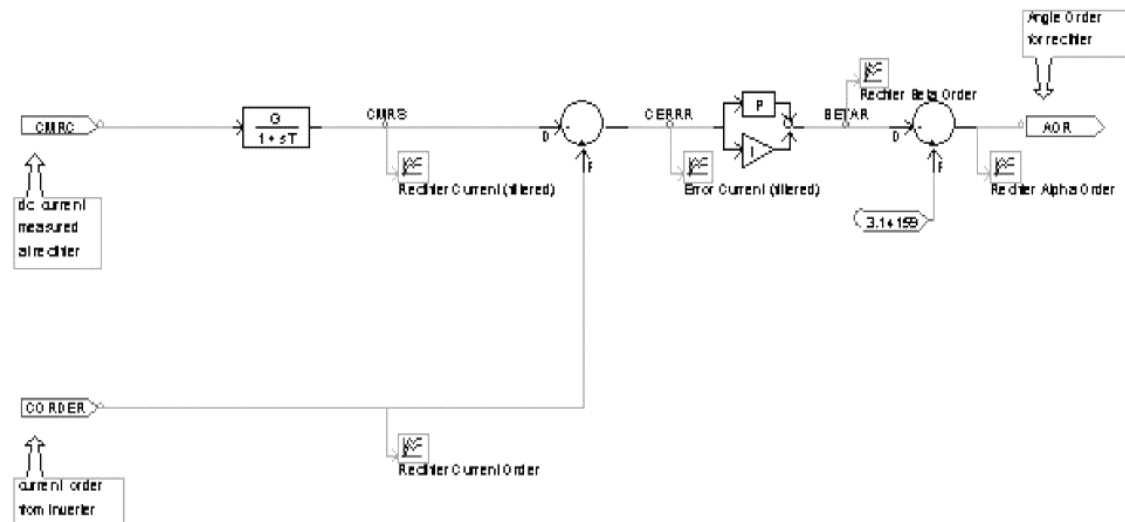 Angle Order
for rectifier
Rectifier Beta Order
CMRC
G
1 + sT
CMRS
D
-
F
CERRR
P
I
BETAR
D
-
F
AOR
Rectifier Current (filtered)
Error Current (filtered)
Rectifier Alpha Order
3.14159
dc current
measured
at rectifier
CORDER
Rectifier Current Order
current order
from inverter